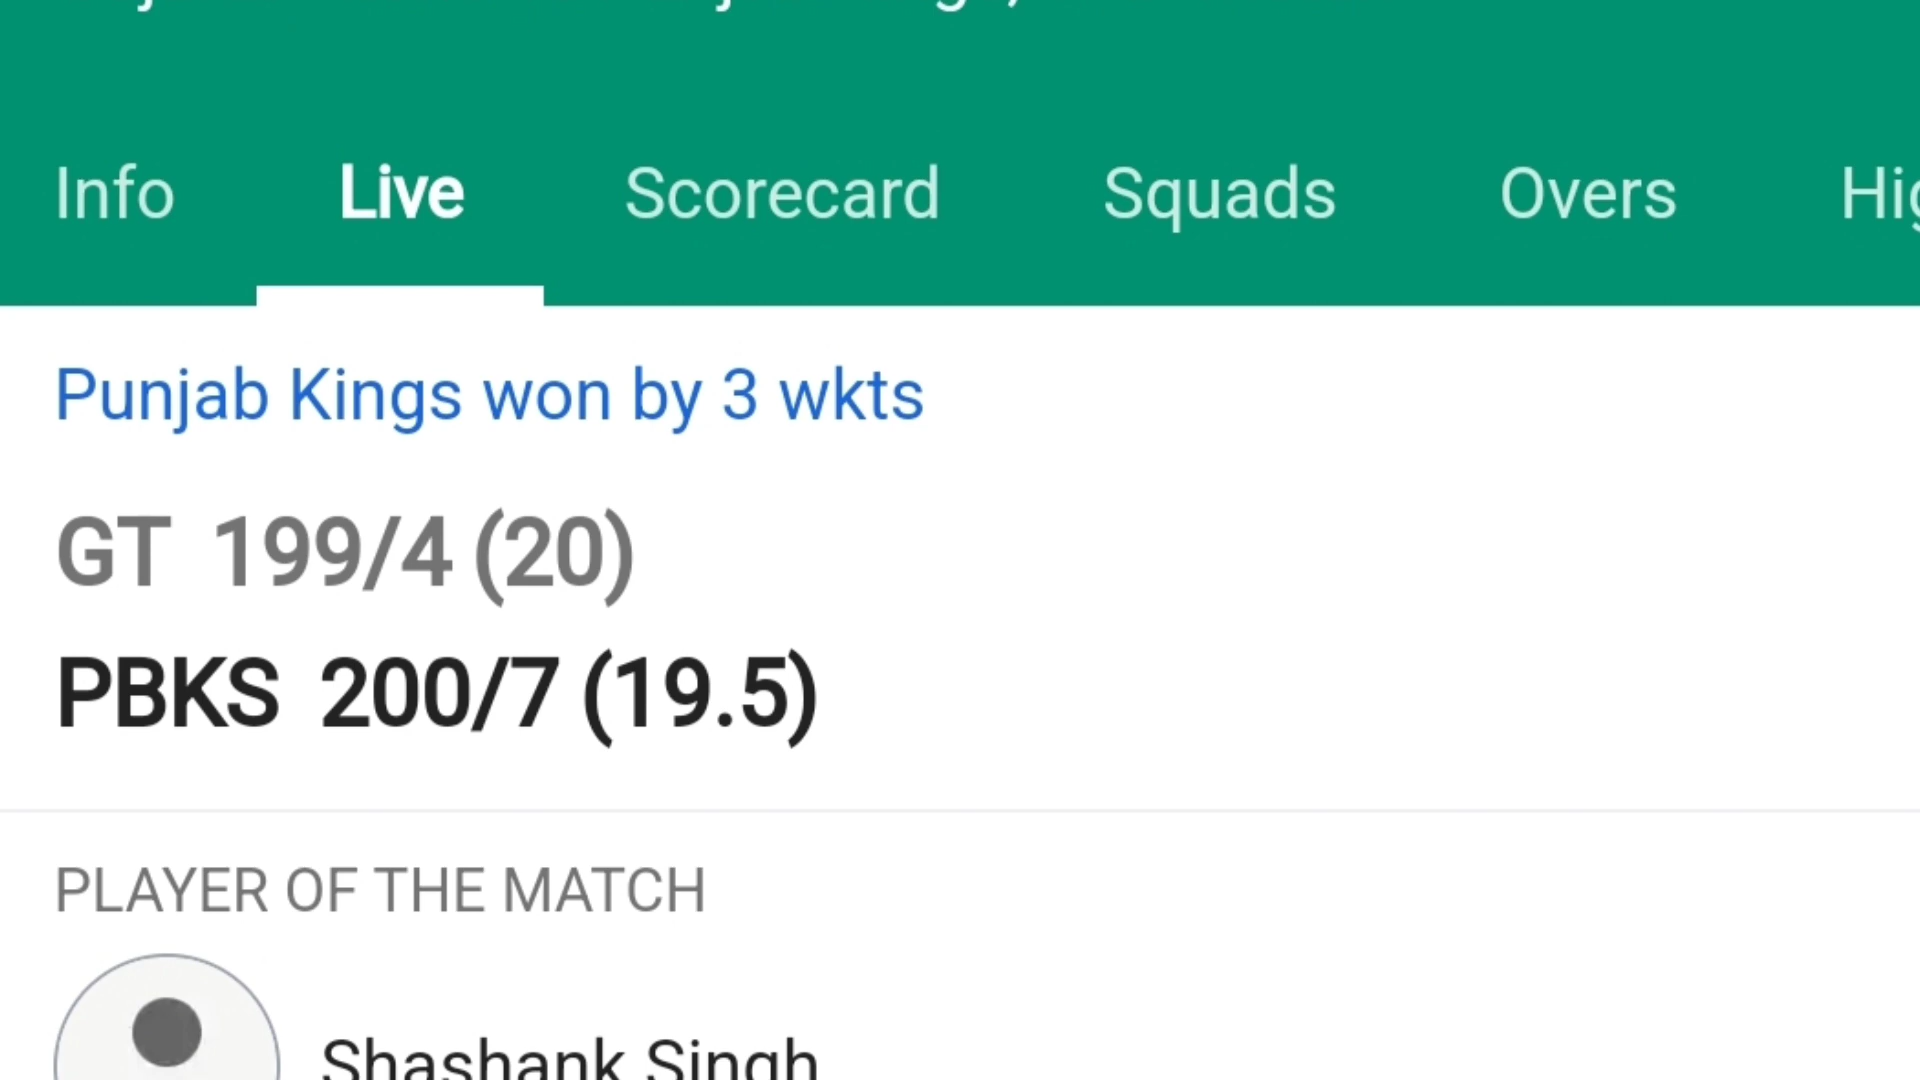 Info Live Scorecard Squads Overs
Punjab Kings won by 3 wkts
GT 199/4 (20)
PBKS 200/7 (19.5)
PLAYER OF THE MATCH
Shashank Singh